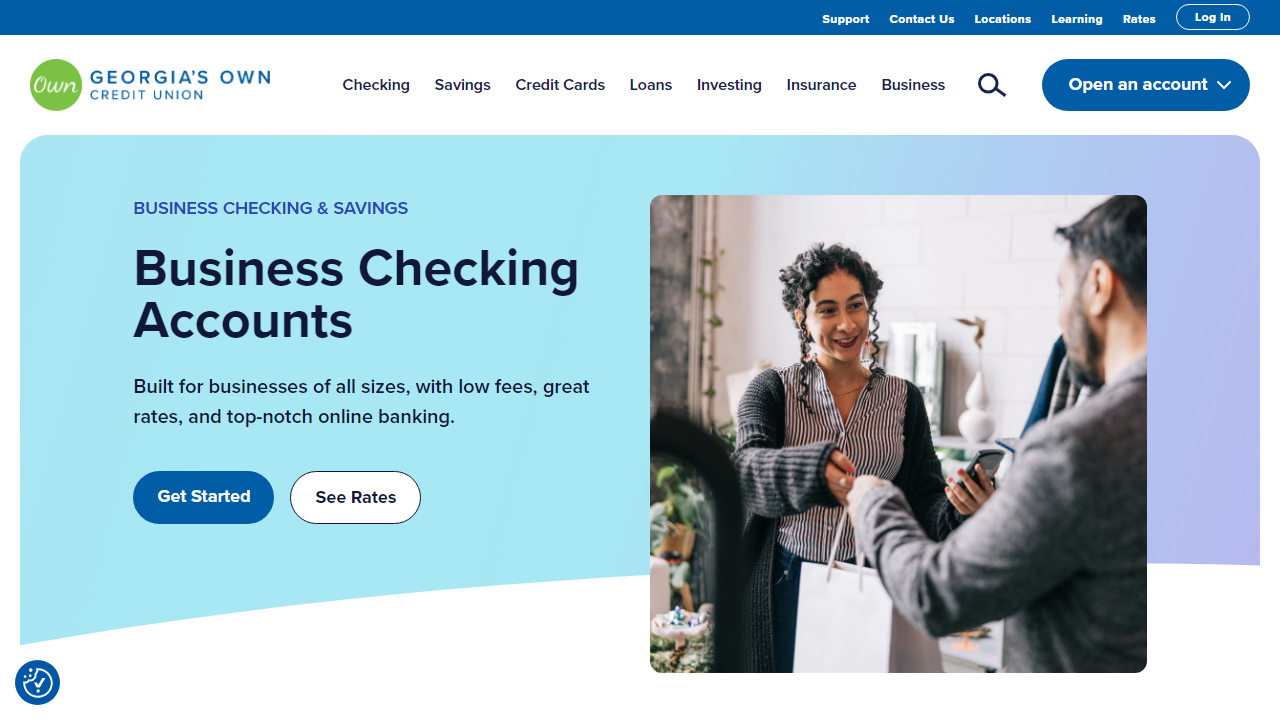 Support Contact Us Locations Learning Rates Log In
Own GEORGIA'S OWN
CREDIT UNION
Checking Savings Credit Cards Loans Investing Insurance Business Open an account
BUSINESS CHECKING & SAVINGS
Business Checking
Accounts
Built for businesses of all sizes, with low fees, great
rates, and top-notch online banking.
Get Started See Rates